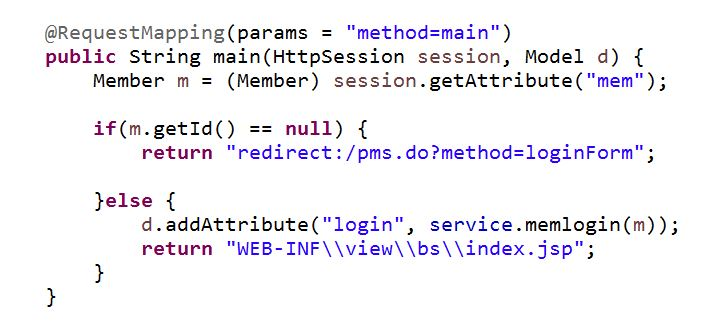 @RequestMapping(params = "method=main")
public String main(HttpSession session, Model d) {
Member m = (Member) session.getAttribute("mem");
if(m.getId() == null) {
return "redirect:/pms.do?method=loginForm";
}else {
d.addAttribute("login", service.memlogin(m));
return "WEB-INF\\view\\bs\\index.jsp";
}
}